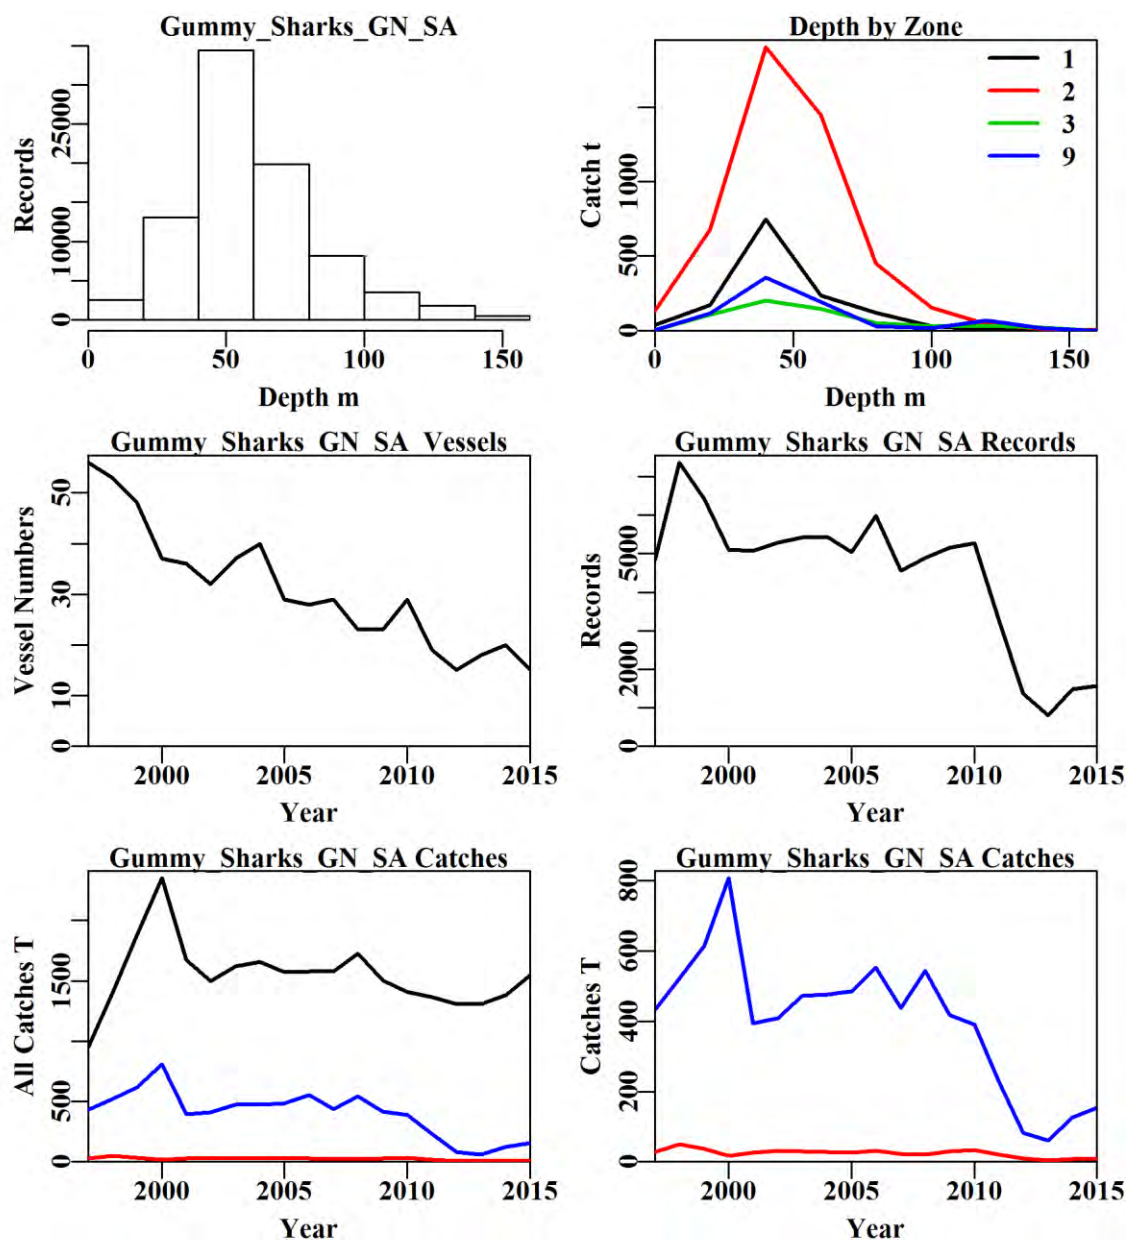 Gummy_Sharks_GN_SA
Records
0 10000 25000
0 50 100 150
Depth m
Depth by Zone
Catch t
0 500 1000
1
2
3
9
0 50 100 150
Depth m
Gummy_Sharks_GN_SA_Vessels
Vessel Numbers
0 10 30 50
2000 2005 2010 2015
Year
Gummy_Sharks_GN_SA Records
Records
0 2000 5000
2000 2005 2010 2015
Year
Gummy_Sharks_GN_SA Catches
All Catches T
0 500 1500
2000 2005 2010 2015
Year
Gummy_Sharks_GN_SA Catches
Catches T
0 200 400 600 800
2000 2005 2010 2015
Year